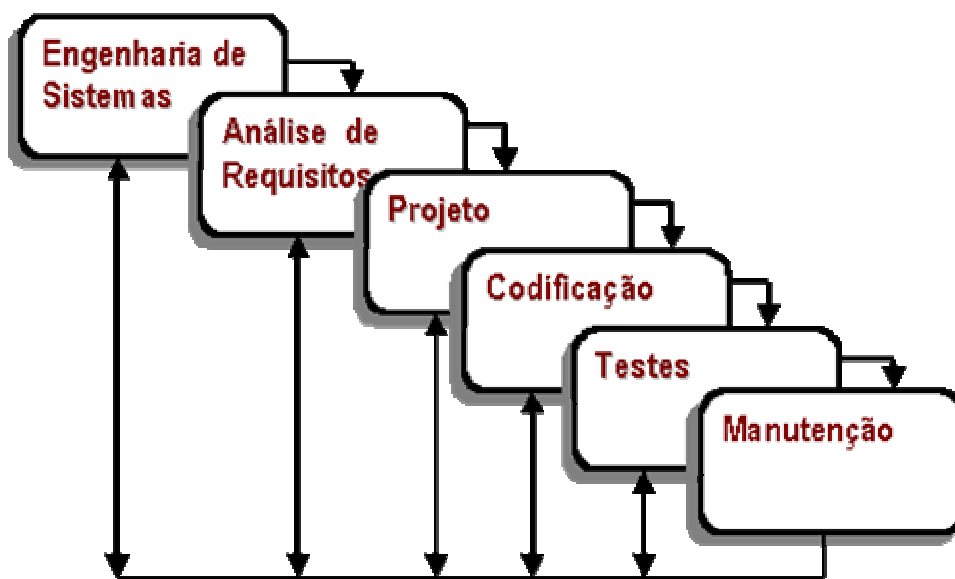 Engenharia de
Sistemas
Análise de
Requisitos
Projeto
Codificação
Testes
Manutenção